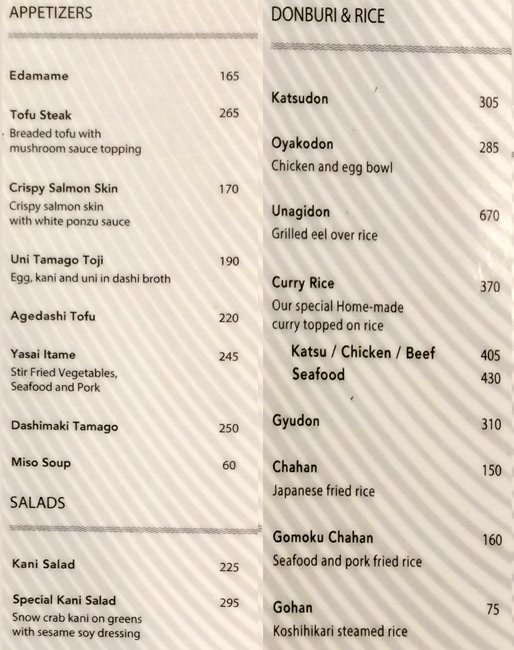 APPETIZERS
Edamame 165
Tofu Steak 265
Breaded tofu with
mushroom sauce topping
Crispy Salmon Skin 170
Crispy salmon skin
with white ponzu sauce
Uni Tamago Toji 190
Egg, kani and uni in dashi broth
Agedashi Tofu 220
Yasai Itame 245
Stir Fried Vegetables,
Seafood and Pork
Dashimaki Tamago 250
Miso Soup 60
SALADS
Kani Salad 225
Special Kani Salad 295
Snow crab kani on greens
with sesame soy dressing
DONBURI & RICE
Katsudon 305
Oyakodon 285
Chicken and egg bowl
Unagidon 670
Grilled eel over rice
Curry Rice 370
Our special Home-made
curry topped on rice
Katsu / Chicken / Beef 405
Seafood 430
Gyudon 310
Chahan 150
Japanese fried rice
Gomoku Chahan 160
Seafood and pork fried rice
Gohan 75
Koshihikari steamed rice